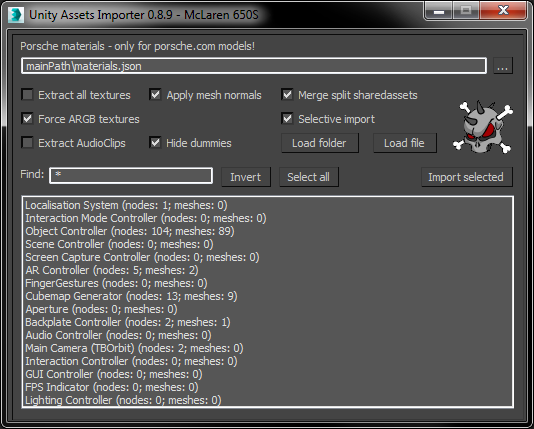 Unity Assets Importer 0.8.9 - McLaren 650S
Porsche materials - only for porsche.com models!
mainPath\materials.json
...
Extract all textures Apply mesh normals Merge split sharedassets
Force ARGB textures Selective import
Extract AudioClips Hide dummies Load folder Load file
Find: * Invert Select all Import selected
Localisation System (nodes: 1; meshes: 0)
Interaction Mode Controller (nodes: 0; meshes: 0)
Object Controller (nodes: 104; meshes: 89)
Scene Controller (nodes: 0; meshes: 0)
Screen Capture Controller (nodes: 0; meshes: 0)
AR Controller (nodes: 5; meshes: 2)
FingerGestures (nodes: 0; meshes: 0)
Cubemap Generator (nodes: 13; meshes: 9)
Aperture (nodes: 0; meshes: 0)
Backplate Controller (nodes: 2; meshes: 1)
Audio Controller (nodes: 0; meshes: 0)
Main Camera (TBOrbit) (nodes: 2; meshes: 0)
Interaction Controller (nodes: 0; meshes: 0)
GUI Controller (nodes: 0; meshes: 0)
FPS Indicator (nodes: 0; meshes: 0)
Lighting Controller (nodes: 0; meshes: 0)